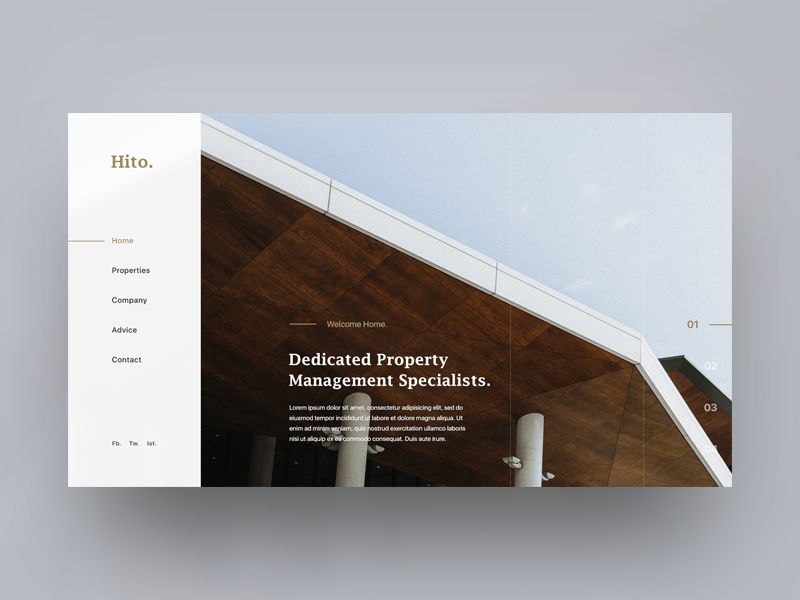 Hito.
Home
Properties
Company
Advice
Contact
Fb. Tw. Ist.
Welcome Home.
Dedicated Property
Management Specialists.
Lorem ipsum dolor sit amet, consectetur adipisicing elit, sed do
eiusmod tempor incididunt ut labore et dolore magna aliqua. Ut
enim ad minim veniam, quis nostrud exercitation ullamco laboris
nisi ut aliquip ex ea commodo consequat. Duis aute irure.
01
02
03
04